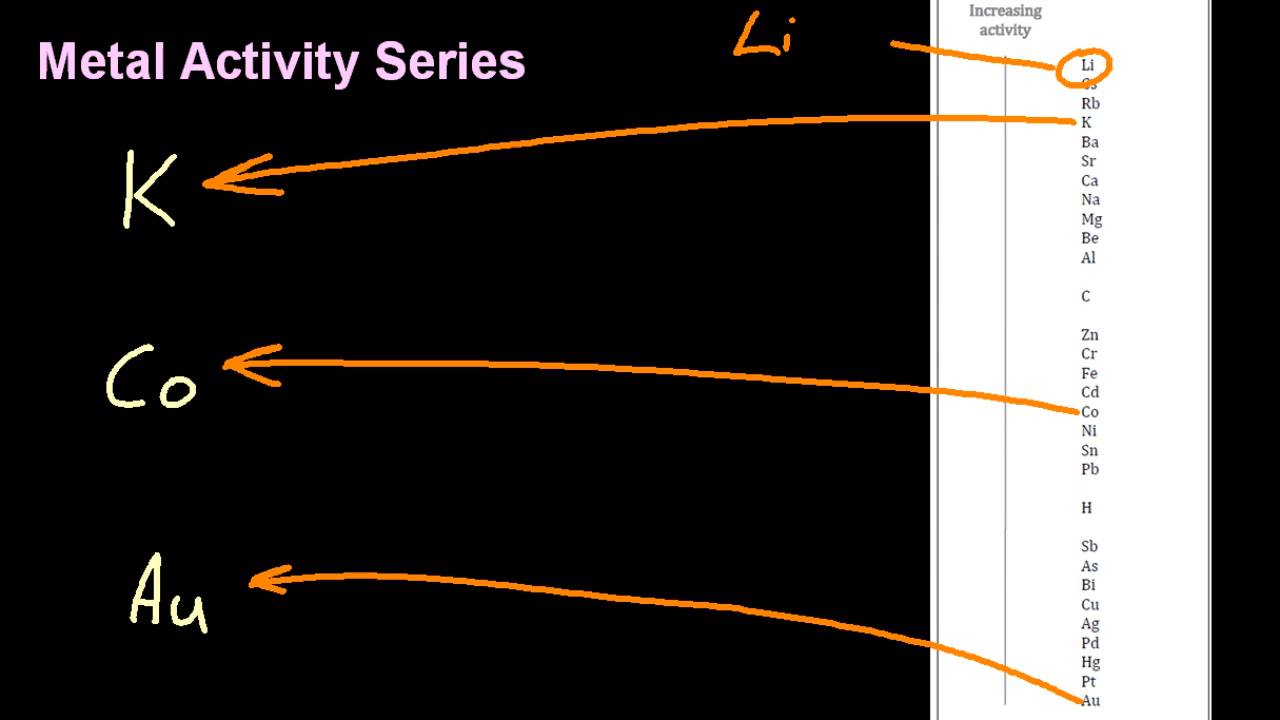 Metal Activity Series
Li
K
Co
Au
Increasing
activity
Li
Cs
Rb
K
Ba
Sr
Ca
Na
Mg
Be
Al
C
Zn
Cr
Fe
Cd
Co
Ni
Sn
Pb
H
Sb
As
Bi
Cu
Ag
Pd
Hg
Pt
Au